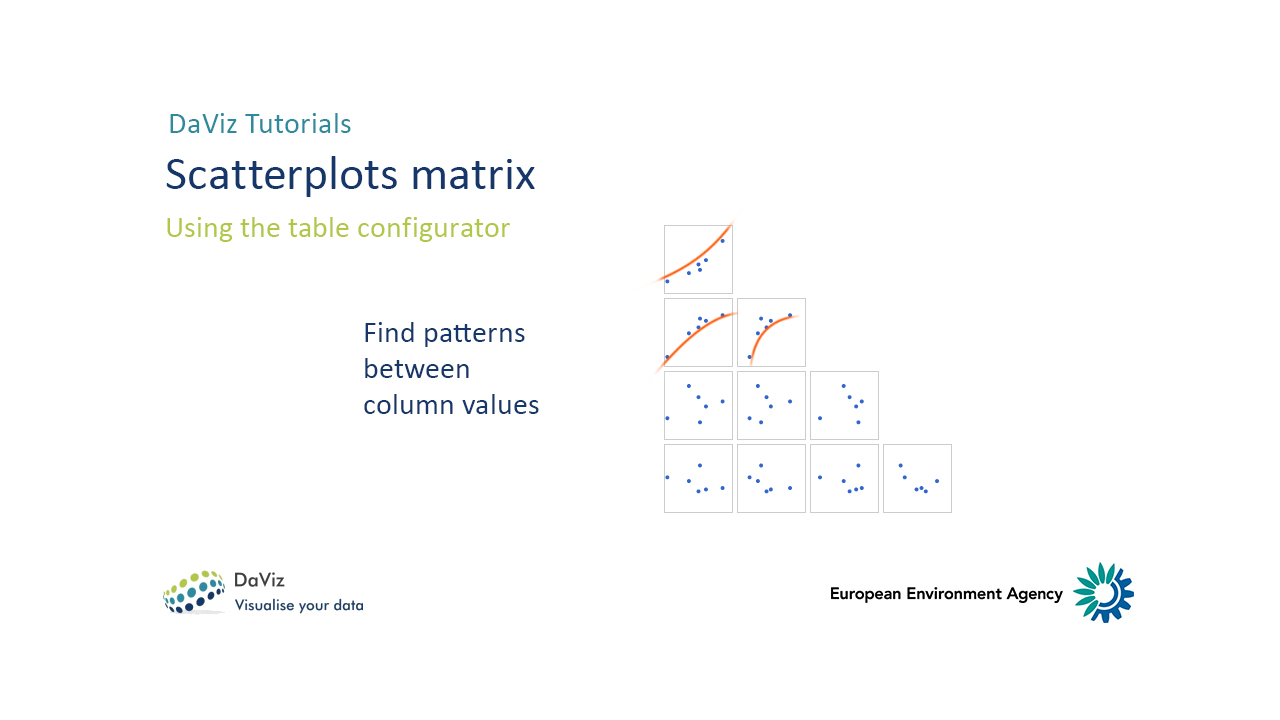 DaViz Tutorials
Scatterplots matrix
Using the table configurator
Find patterns
between
column values
DaViz
Visualise your data
European Environment Agency